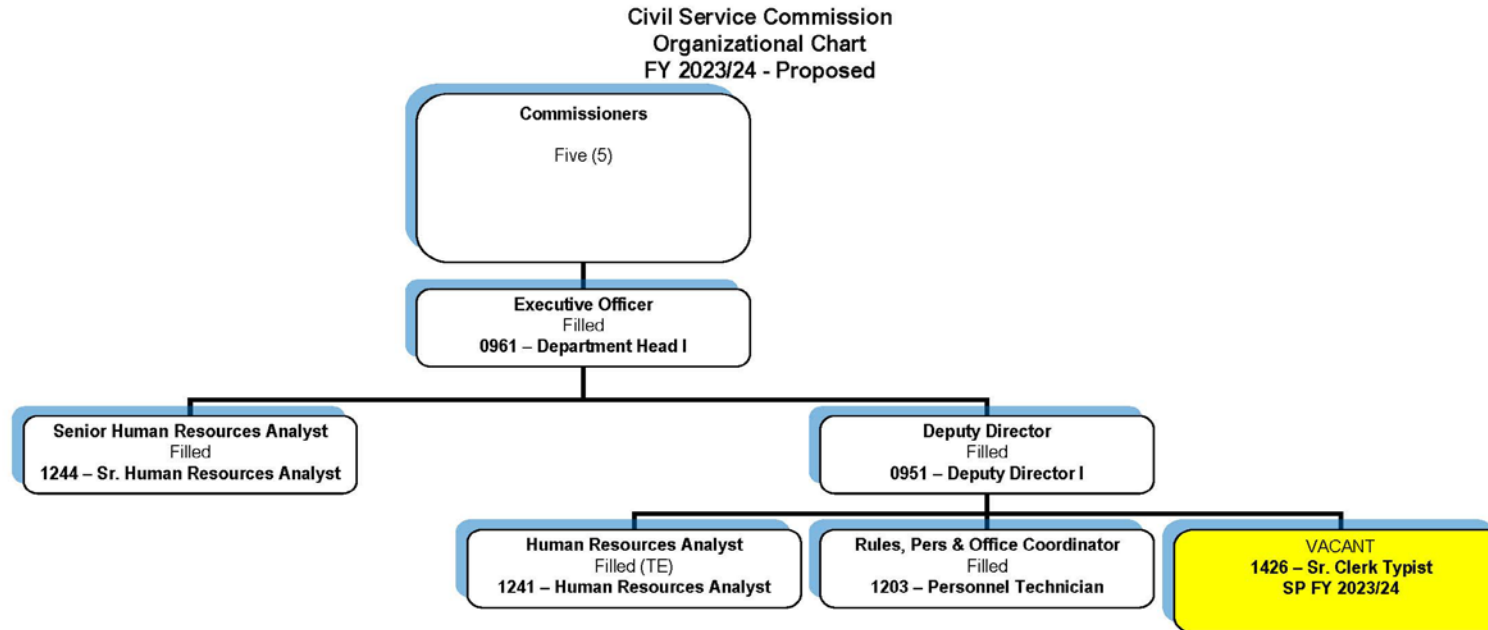 Civil Service Commission
Organizational Chart
FY 2023/24 - Proposed
Commissioners
Five (5)
Executive Officer
Filled
0961 – Department Head I
Senior Human Resources Analyst
Filled
1244 – Sr. Human Resources Analyst
Deputy Director
Filled
0951 – Deputy Director I
Human Resources Analyst
Filled (TE)
1241 – Human Resources Analyst
Rules, Pers & Office Coordinator
Filled
1203 – Personnel Technician
VACANT
1426 – Sr. Clerk Typist
SP FY 2023/24